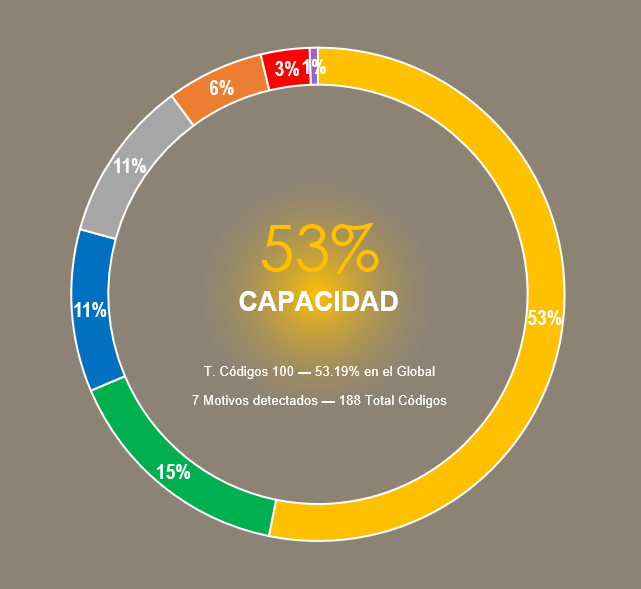 3% 1%
6%
11%
53%
CAPACIDAD
11%
53%
T. Códigos 100 — 53.19% en el Global
7 Motivos detectados — 188 Total Códigos
15%